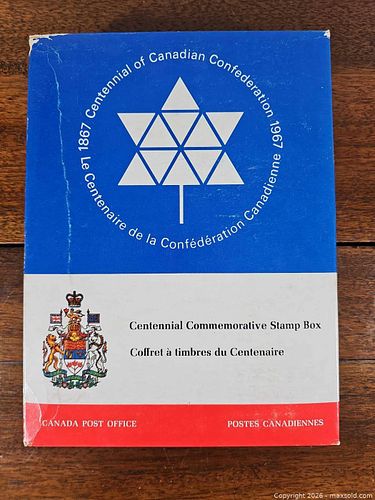 1867 Centennial of Canadian Confederation 1967
Le Centenaire de la Confédération Canadienne
Centennial Commemorative Stamp Box
Coffret à timbres du Centenaire
CANADA POST OFFICE
POSTES CANADIENNES
Copyright 2026 - maxsold.com